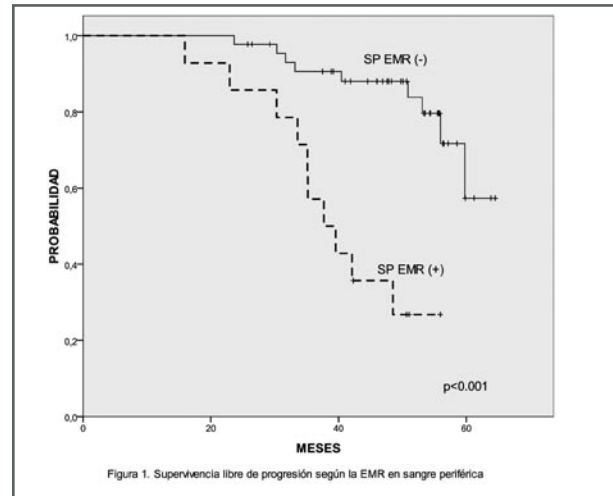 1,0
SP EMR (-)
0,8
0,6
PROBABILIDAD
0,4
SP EMR (+)
0,2
p<0.001
0,0
0 20 40 60
MESES
Figura 1. Supervivencia libre de progresión según la EMR en sangre periférica